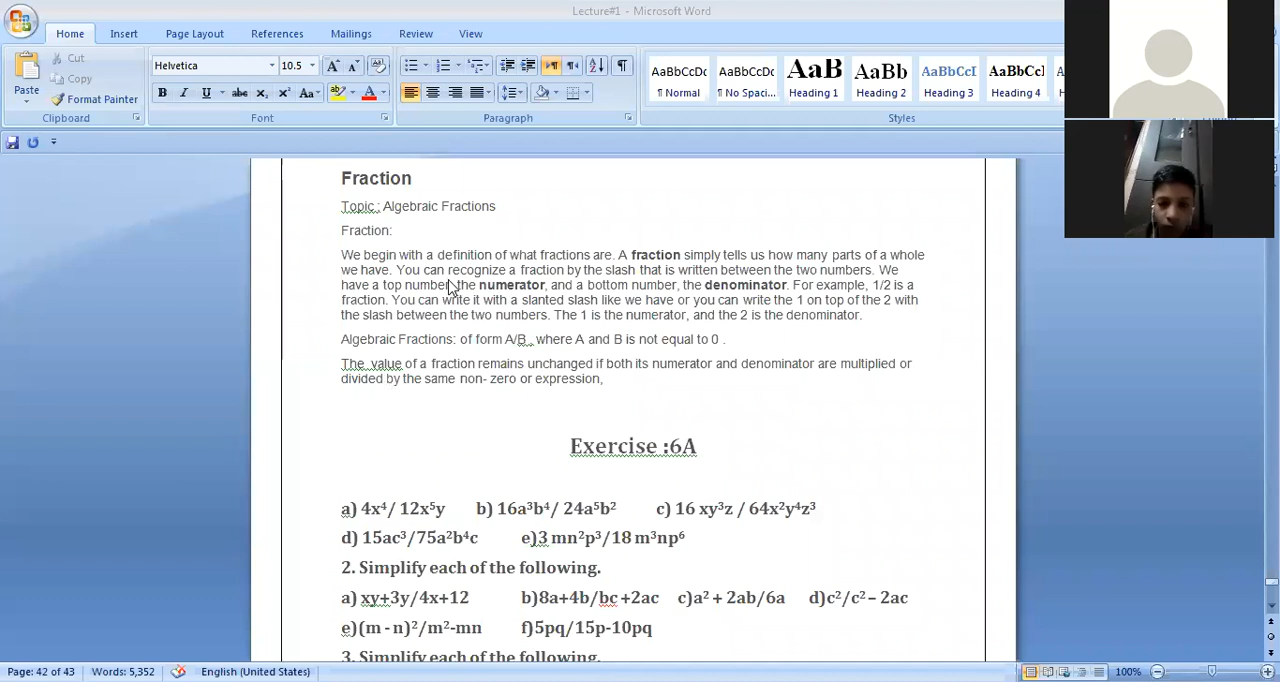 Lecture#1 - Microsoft Word
Home Insert Page Layout References Mailings Review View
Cut
Copy
Format Painter
Paste
Clipboard
Helvetica 10.5
B I U abc X₂ X² Aa
Font
Paragraph
AaBbCcDc AaBbCcDc AaB AaBb AaBbCcI AaBbCcI
¶ Normal ¶ No Spaci... Heading 1 Heading 2 Heading 3 Heading 4
Styles
Fraction
Topic : Algebraic Fractions
Fraction:
We begin with a definition of what fractions are. A fraction simply tells us how many parts of a whole
we have. You can recognize a fraction by the slash that is written between the two numbers. We
have a top number, the numerator, and a bottom number, the denominator. For example, 1/2 is a
fraction. You can write it with a slanted slash like we have or you can write the 1 on top of the 2 with
the slash between the two numbers. The 1 is the numerator, and the 2 is the denominator.
Algebraic Fractions: of form A/B , where A and B is not equal to 0 .
The value of a fraction remains unchanged if both its numerator and denominator are multiplied or
divided by the same non- zero or expression,
Exercise :6A
a) 4x⁴/ 12x⁵y b) 16a³b⁴/ 24a⁵b² c) 16 xy³z / 64x²y⁴z³
d) 15ac³/75a²b⁴c e)3 mn²p³/18 m³np⁶
2. Simplify each of the following.
a) xy+3y/4x+12 b)8a+4b/bc +2ac c)a² + 2ab/6a d)c²/c² – 2ac
e)(m - n)²/m²-mn f)5pq/15p-10pq
3. Simplify each of the following.
Page: 42 of 43 Words: 5,352 English (United States) 100%